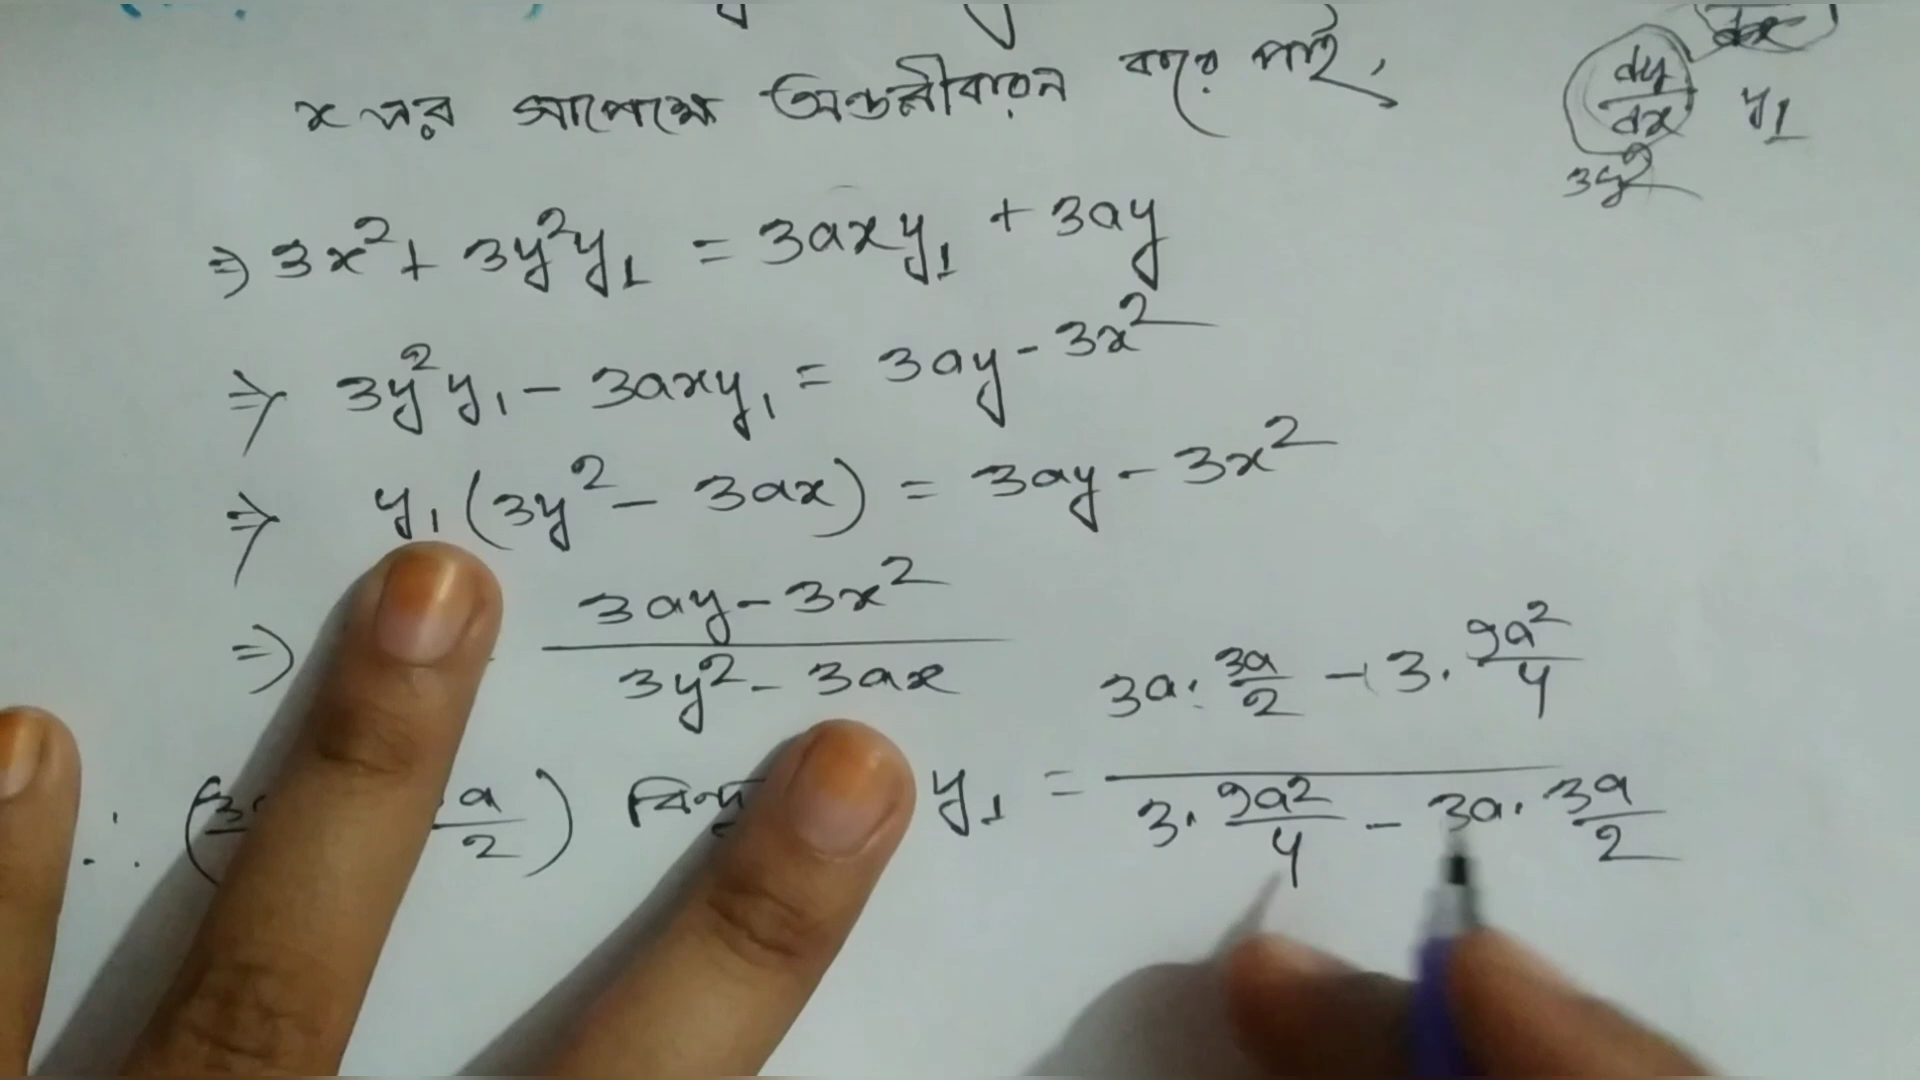 x এর সাপেক্ষে অন্তরীকরন করে পাই,
dy/dx y₁
3y²
⇒ 3x² + 3y²y₁ = 3axy₁ + 3ay
⇒ 3y²y₁ - 3axy₁ = 3ay - 3x²
⇒ y₁(3y² - 3ax) = 3ay - 3x²
⇒ (3ay - 3x²)/(3y² - 3ax)
∴ ( a/2) বিন্দু y₁ = (3a·3a/2 - 3·9a²/4)/(3·9a²/4 - 3a·3a/2)